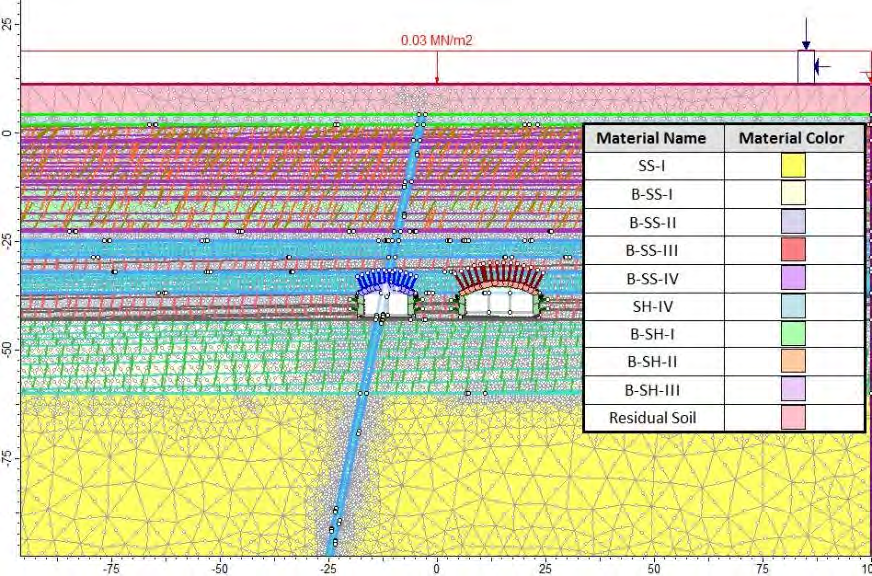 25
0.03 MN/m2
0
-25
-50
-75
Material Name Material Color
SS-I
B-SS-I
B-SS-II
B-SS-III
B-SS-IV
SH-IV
B-SH-I
B-SH-II
B-SH-III
Residual Soil
-75 -50 -25 0 25 50 75 10